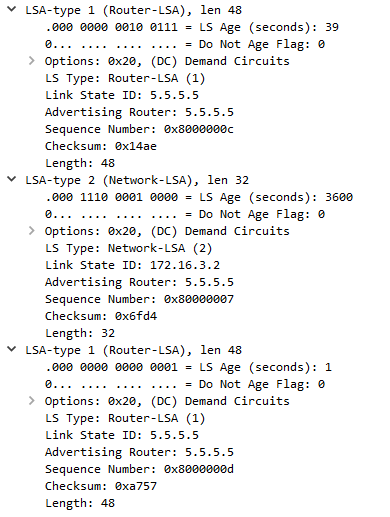 LSA-type 1 (Router-LSA), len 48
.000 0000 0010 0111 = LS Age (seconds): 39
0... .... .... .... = Do Not Age Flag: 0
Options: 0x20, (DC) Demand Circuits
LS Type: Router-LSA (1)
Link State ID: 5.5.5.5
Advertising Router: 5.5.5.5
Sequence Number: 0x8000000c
Checksum: 0x14ae
Length: 48
LSA-type 2 (Network-LSA), len 32
.000 1110 0001 0000 = LS Age (seconds): 3600
0... .... .... .... = Do Not Age Flag: 0
Options: 0x20, (DC) Demand Circuits
LS Type: Network-LSA (2)
Link State ID: 172.16.3.2
Advertising Router: 5.5.5.5
Sequence Number: 0x80000007
Checksum: 0x6fd4
Length: 32
LSA-type 1 (Router-LSA), len 48
.000 0000 0000 0001 = LS Age (seconds): 1
0... .... .... .... = Do Not Age Flag: 0
Options: 0x20, (DC) Demand Circuits
LS Type: Router-LSA (1)
Link State ID: 5.5.5.5
Advertising Router: 5.5.5.5
Sequence Number: 0x8000000d
Checksum: 0xa757
Length: 48